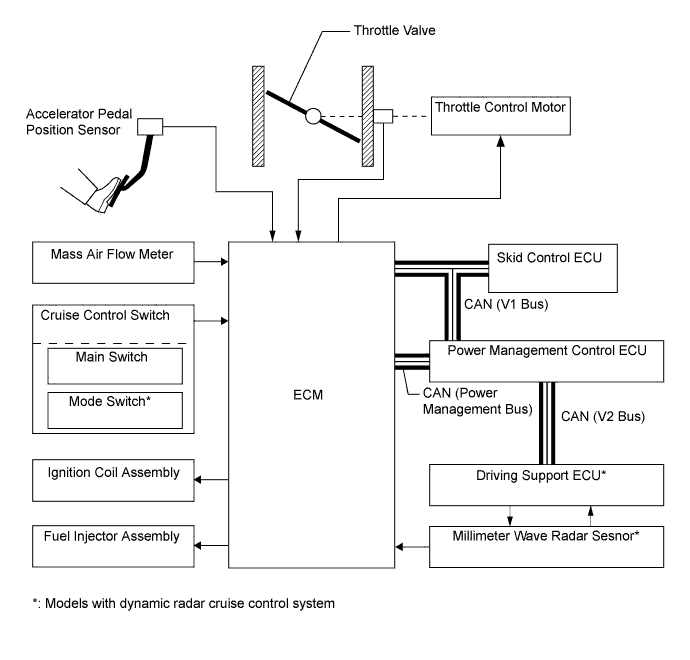 Throttle Valve
Accelerator Pedal
Position Sensor
Throttle Control Motor
Mass Air Flow Meter
Skid Control ECU
CAN (V1 Bus)
Cruise Control Switch
Main Switch
Mode Switch*
Power Management Control ECU
ECM
CAN (Power
Management Bus)
CAN (V2 Bus)
Ignition Coil Assembly
Driving Support ECU*
Fuel Injector Assembly
Millimeter Wave Radar Sesnor*
*: Models with dynamic radar cruise control system